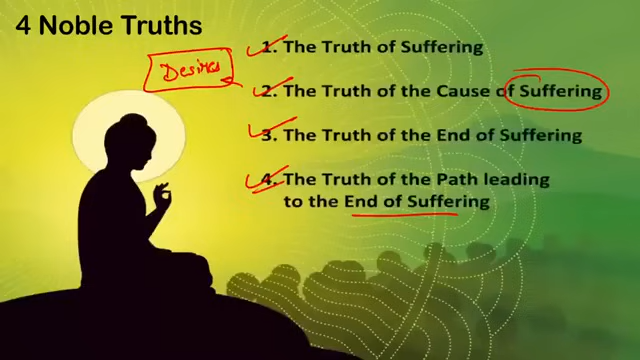 4 Noble Truths
1. The Truth of Suffering
Desires
2. The Truth of the Cause of Suffering
3. The Truth of the End of Suffering
4. The Truth of the Path leading
to the End of Suffering